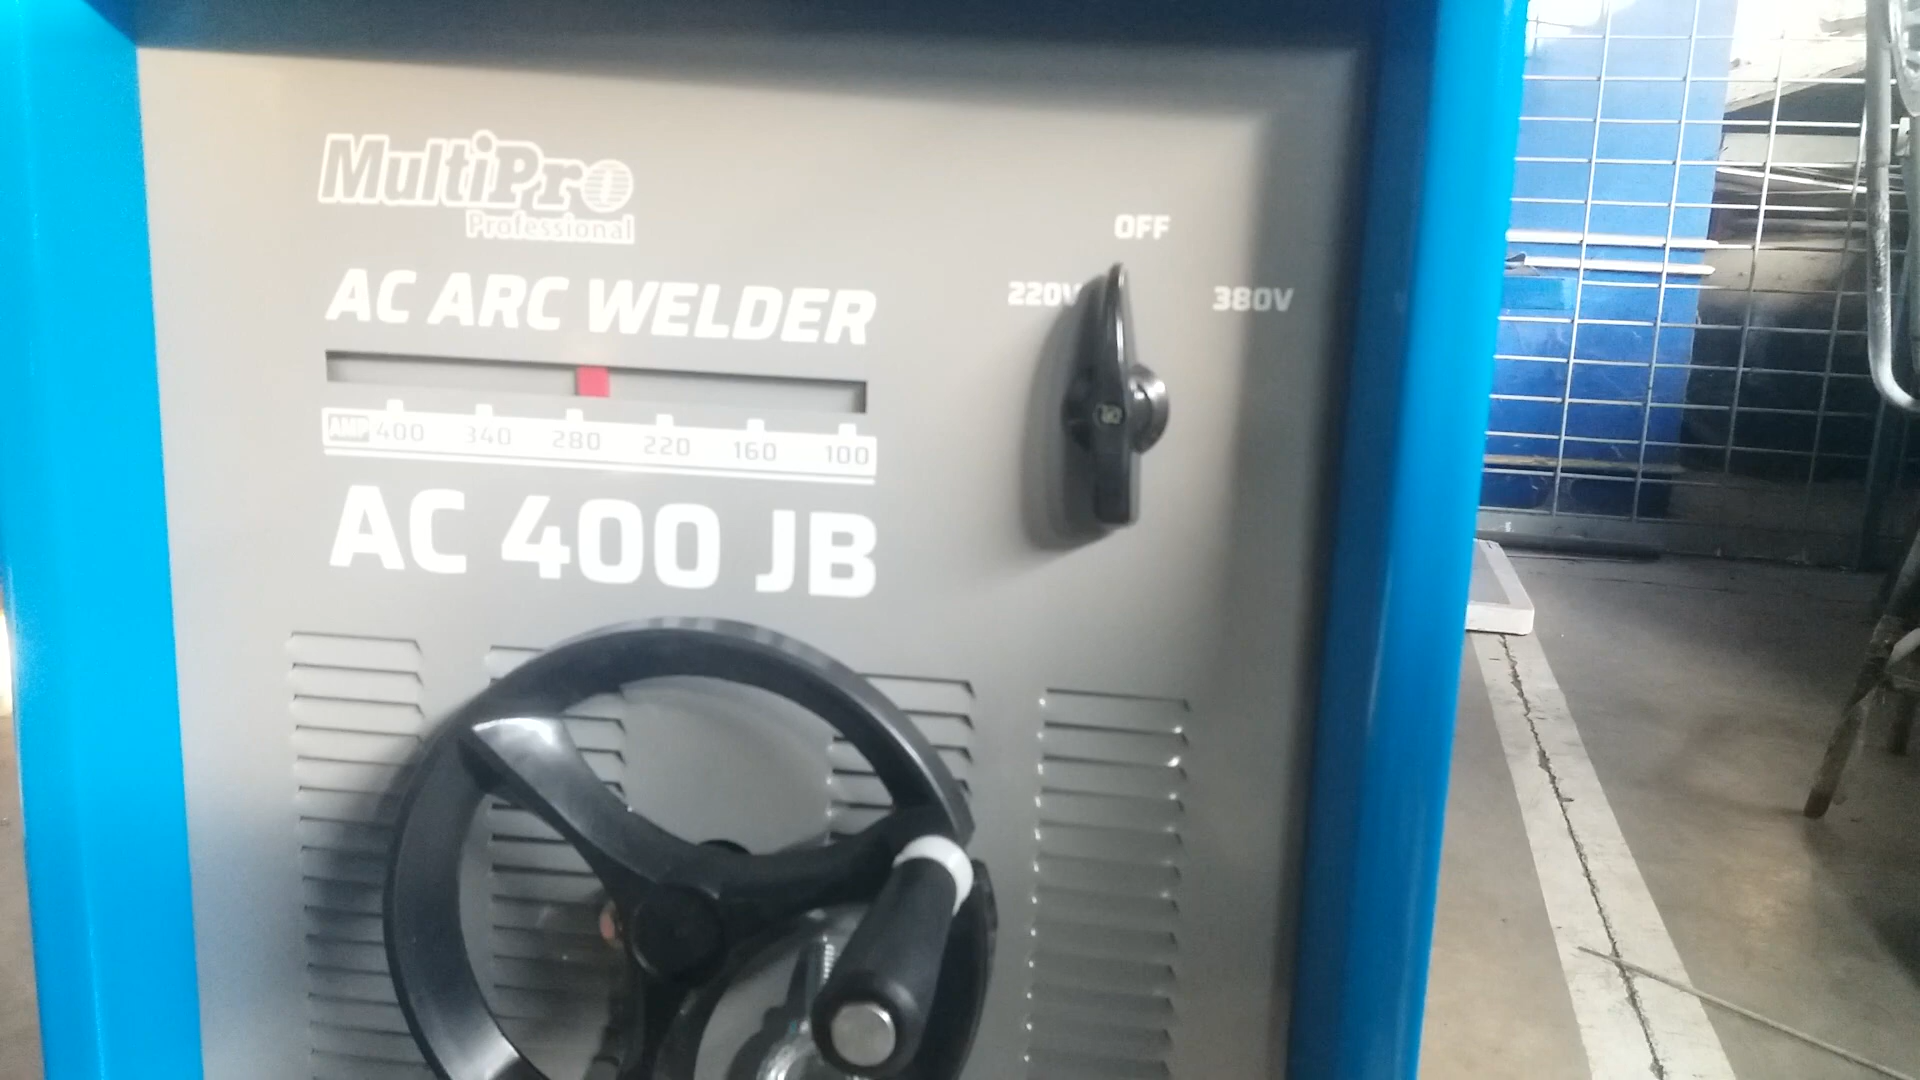 MultiPro
Professional
AC ARC WELDER
AMP 400 340 280 220 160 100
AC 400 JB
OFF
220V 380V